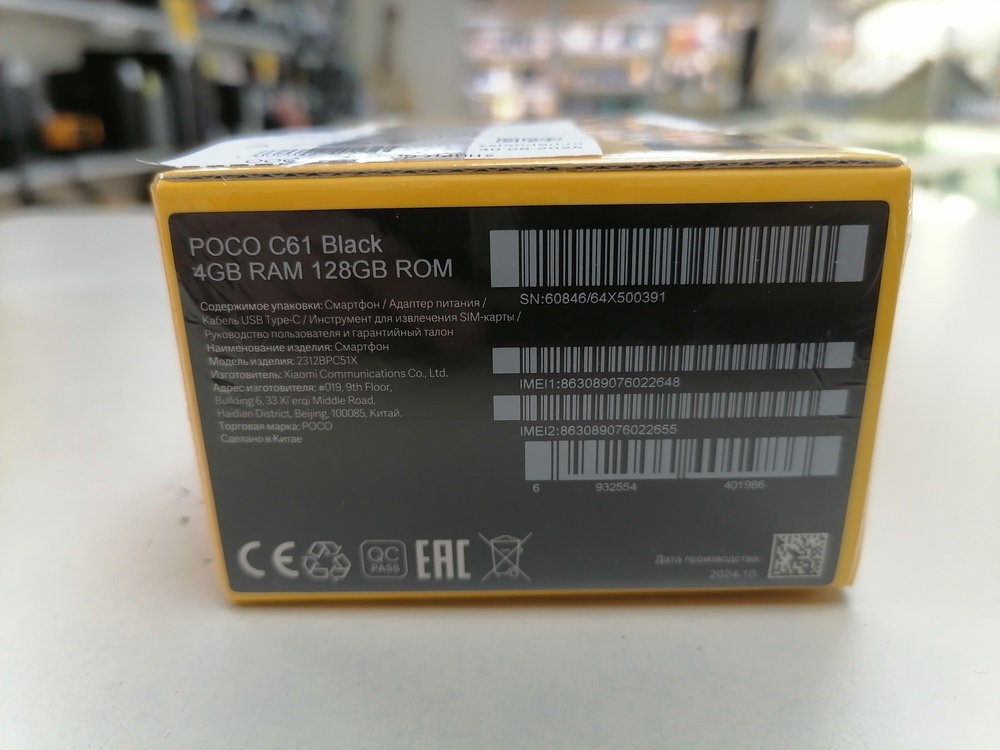 POCO C61 Black
4GB RAM 128GB ROM
Содержимое упаковки: Смартфон / Адаптер питания /
Кабель USB Type-C / Инструмент для извлечения SIM-карты /
Руководство пользователя и гарантийный талон
Наименование изделия: Смартфон
Модель изделия: 2312BPC51X
Изготовитель: Xiaomi Communications Co., Ltd.
Адрес изготовителя: #019, 9th Floor,
Building 6, 33 Xi'erqi Middle Road,
Haidian District, Beijing, 100085, Китай.
Торговая марка: POCO
Сделано в Китае
SN:60846/64X500391
IMEI1:863089076022648
IMEI2:863089076022655
6 932554 401986
CE
QC
PASS
EAC
Дата производства:
2024.10